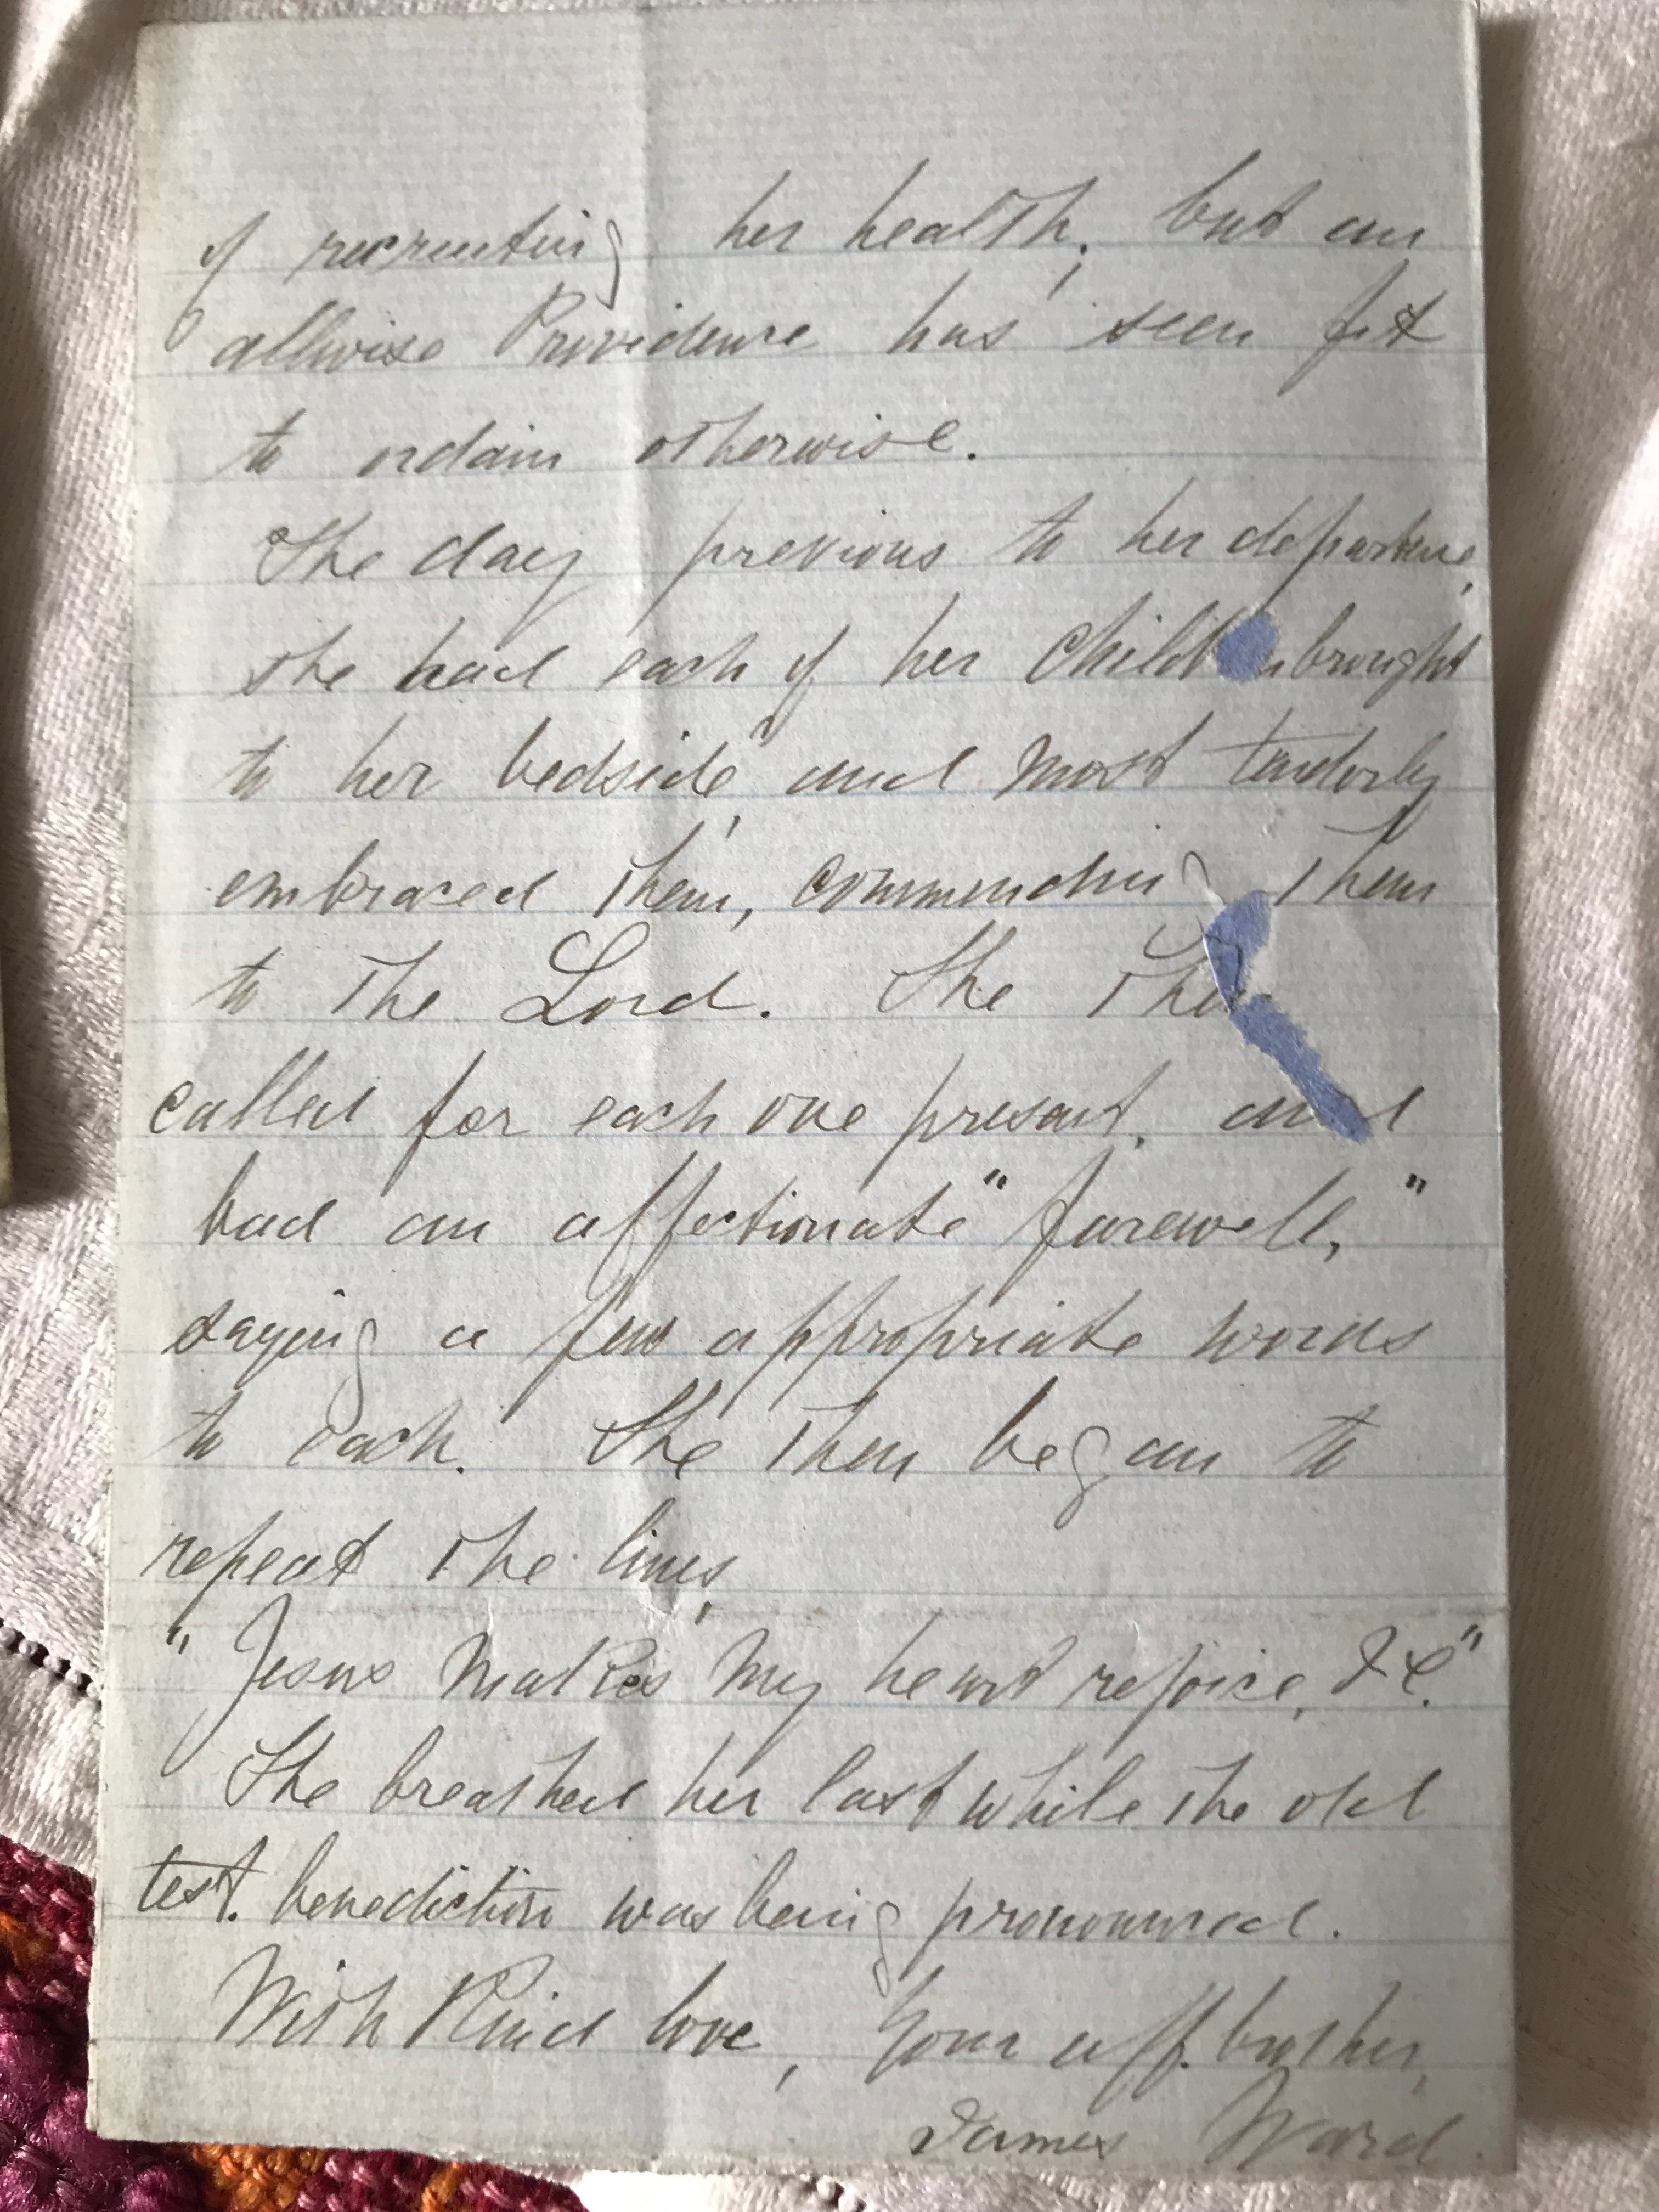 of recruiting her health, but an
allwise Providence has seen fit
to ordain otherwise.
The day previous to her departure,
she had each of her child n brought
to her bedside, and most tenderly
embraced them, commending them
to the Lord. She the
called for each one present, and
bad an affectionate "farewell,"
saying a few appropriate words
to each. She then began to
repeat the lines,
"Jesus makes my heart rejoice, &c."
She breathed her last while the old
test. benediction was being pronounced.
With kind love, Your aff. brother,
James Ward.